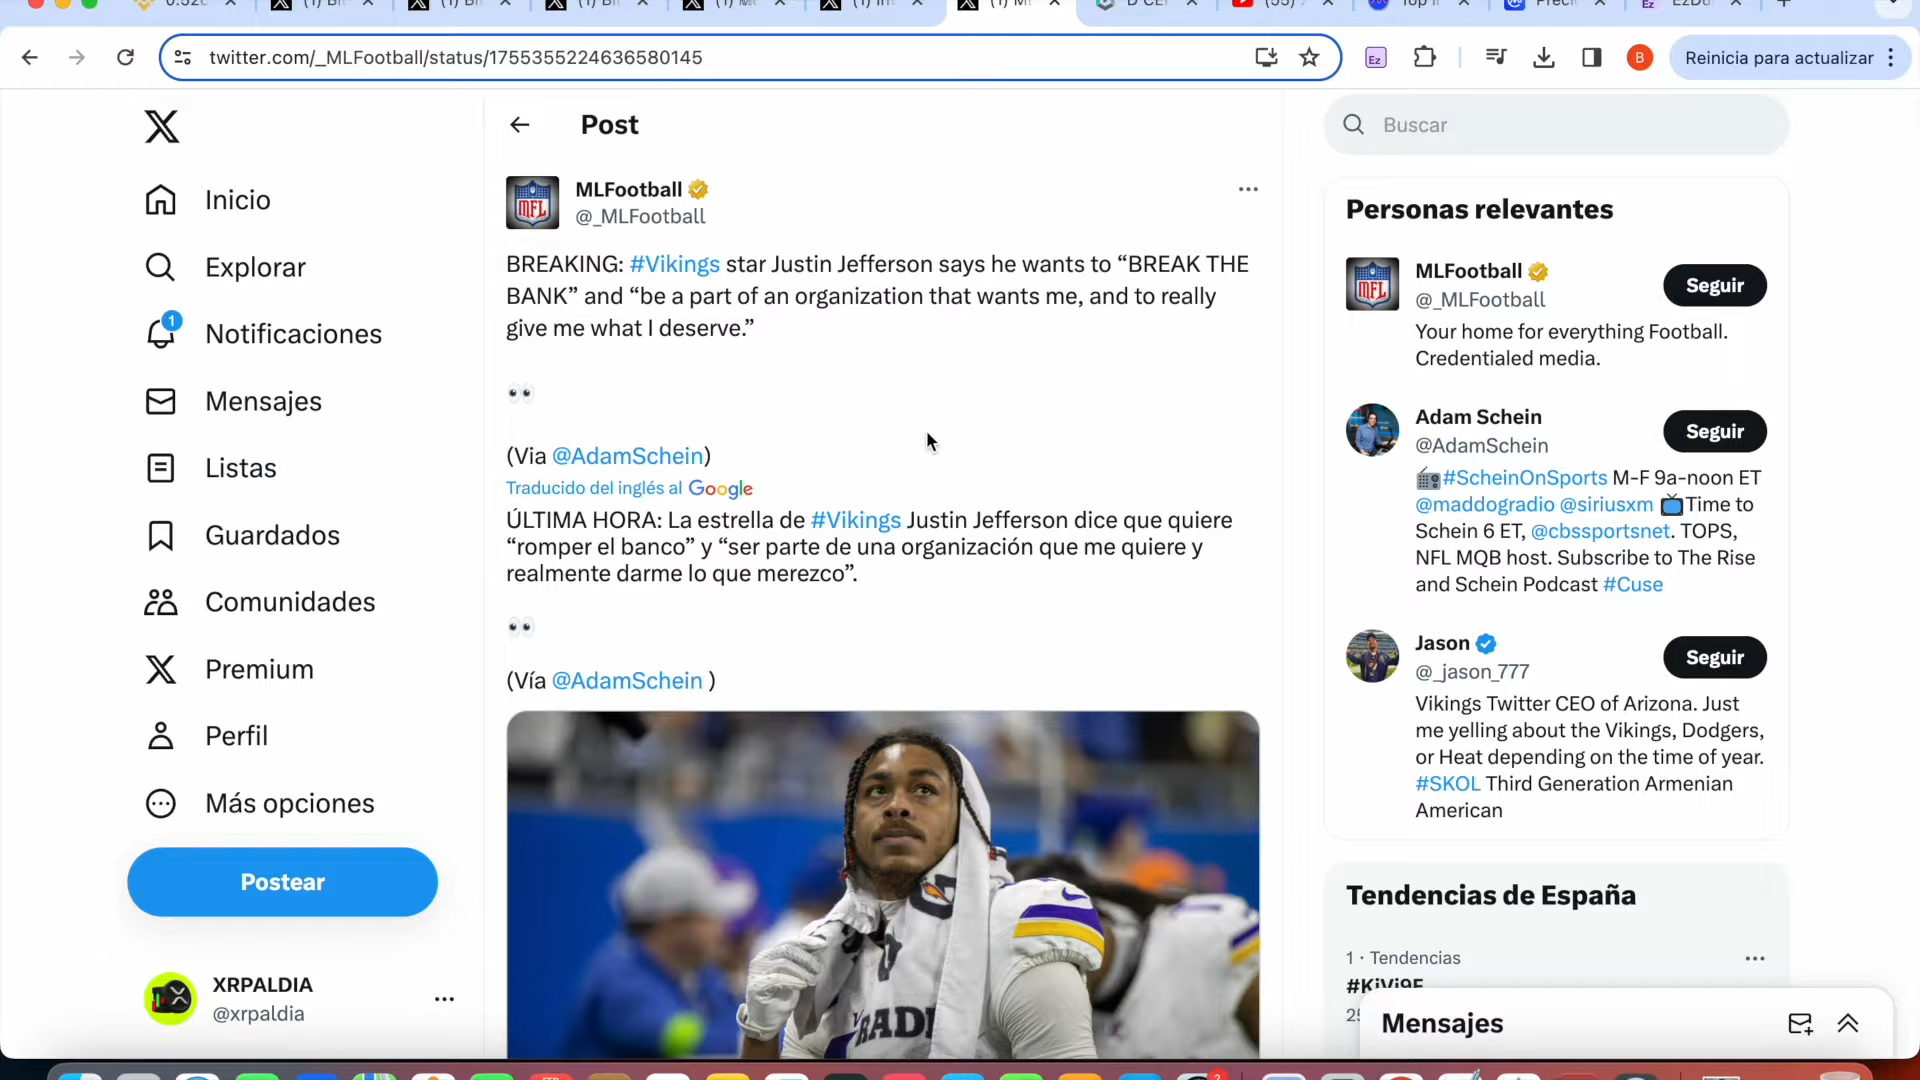 twitter.com/_MLFootball/status/1755355224636580145
Ez
B
Reinicia para actualizar
Post
Buscar
Inicio
Explorar
1
Notificaciones
Mensajes
Listas
Guardados
Comunidades
Premium
Perfil
Más opciones
Postear
XRPALDIA
@xrpaldia
MFL
MLFootball
@_MLFootball
BREAKING: #Vikings star Justin Jefferson says he wants to “BREAK THE
BANK” and “be a part of an organization that wants me, and to really
give me what I deserve.”
(Via @AdamSchein)
Traducido del inglés al Google
ÚLTIMA HORA: La estrella de #Vikings Justin Jefferson dice que quiere
“romper el banco” y “ser parte de una organización que me quiere y
realmente darme lo que merezco”.
(Vía @AdamSchein )
Personas relevantes
MFL
MLFootball
@_MLFootball
Seguir
Your home for everything Football.
Credentialed media.
Adam Schein
@AdamSchein
Seguir
#ScheinOnSports M-F 9a-noon ET
@maddogradio @siriusxm Time to
Schein 6 ET, @cbssportsnet. TOPS,
NFL MQB host. Subscribe to The Rise
and Schein Podcast #Cuse
Jason
@_jason_777
Seguir
Vikings Twitter CEO of Arizona. Just
me yelling about the Vikings, Dodgers,
or Heat depending on the time of year.
#SKOL Third Generation Armenian
American
Tendencias de España
1 · Tendencias
Mensajes